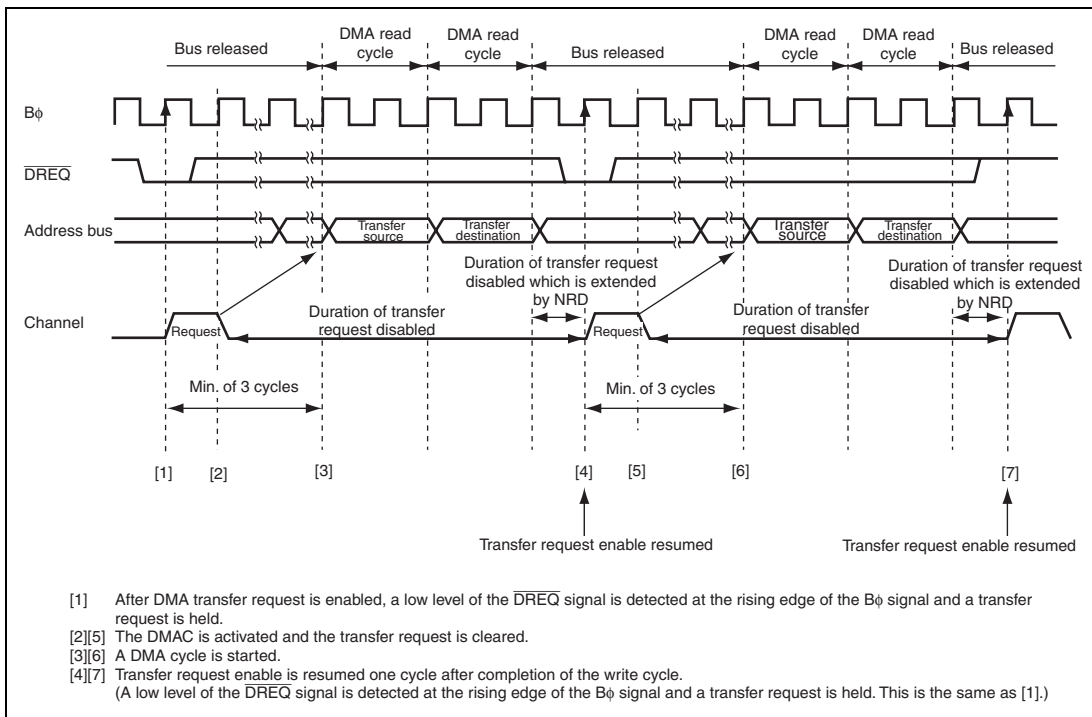 Bus released
DMA read cycle
DMA read cycle
Bus released
DMA read cycle
DMA read cycle
Bus released
Bφ
DREQ
Address bus
Transfer source
Transfer destination
Transfer source
Transfer destination
Duration of transfer request disabled which is extended by NRD
Duration of transfer request disabled which is extended by NRD
Channel
Request
Duration of transfer request disabled
Request
Duration of transfer request disabled
Min. of 3 cycles
Min. of 3 cycles
[1]
[2]
[3]
[4]
[5]
[6]
[7]
Transfer request enable resumed
Transfer request enable resumed
[1] After DMA transfer request is enabled, a low level of the DREQ signal is detected at the rising edge of the Bφ signal and a transfer
request is held.
[2][5] The DMAC is activated and the transfer request is cleared.
[3][6] A DMA cycle is started.
[4][7] Transfer request enable is resumed one cycle after completion of the write cycle.
(A low level of the DREQ signal is detected at the rising edge of the Bφ signal and a transfer request is held. This is the same as [1].)